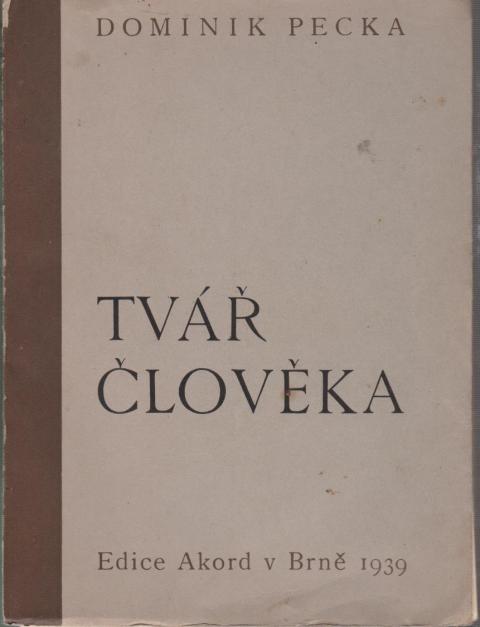 DOMINIK PECKA
TVÁŘ
ČLOVĚKA
Edice Akord v Brně 1939